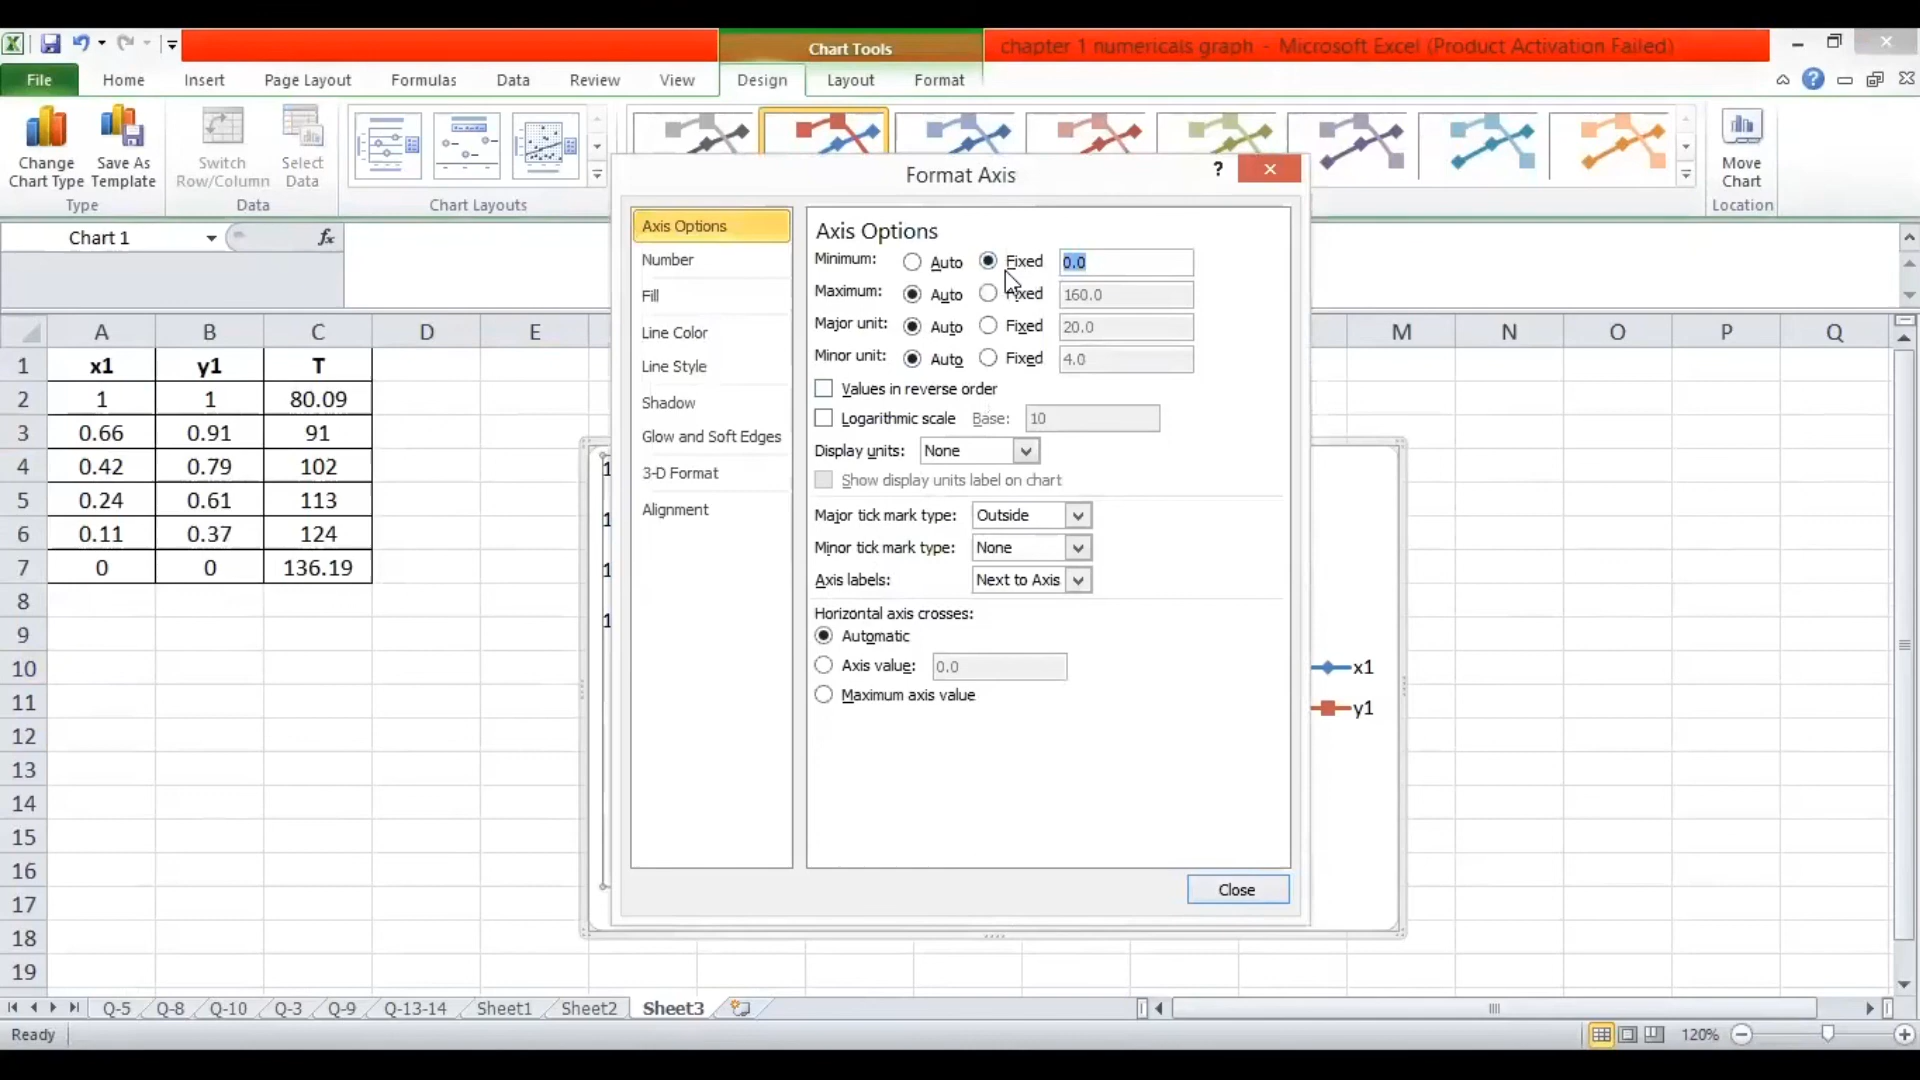 Chart Tools
chapter 1 numericals graph - Microsoft Excel (Product Activation Failed)
File Home Insert Page Layout Formulas Data Review View Design Layout Format
Change Chart Type
Save As Template
Switch Row/Column
Select Data
Move Chart
Type Data Chart Layouts Location
Chart 1 fx
Format Axis ?
Axis Options
Number
Fill
Line Color
Line Style
Shadow
Glow and Soft Edges
3-D Format
Alignment
Axis Options
Minimum: Auto Fixed 0.0
Maximum: Auto Fixed 160.0
Major unit: Auto Fixed 20.0
Minor unit: Auto Fixed 4.0
Values in reverse order
Logarithmic scale Base: 10
Display units: None
Show display units label on chart
Major tick mark type: Outside
Minor tick mark type: None
Axis labels: Next to Axis
Horizontal axis crosses:
Automatic
Axis value: 0.0
Maximum axis value
Close
A B C D E M N O P Q
1 x1 y1 T
2 1 1 80.09
3 0.66 0.91 91
4 0.42 0.79 102
5 0.24 0.61 113
6 0.11 0.37 124
7 0 0 136.19
8
9
10
11
12
13
14
15
16
17
18
19
x1
y1
Q-5 Q-8 Q-10 Q-3 Q-9 Q-13-14 Sheet1 Sheet2 Sheet3
Ready 120%